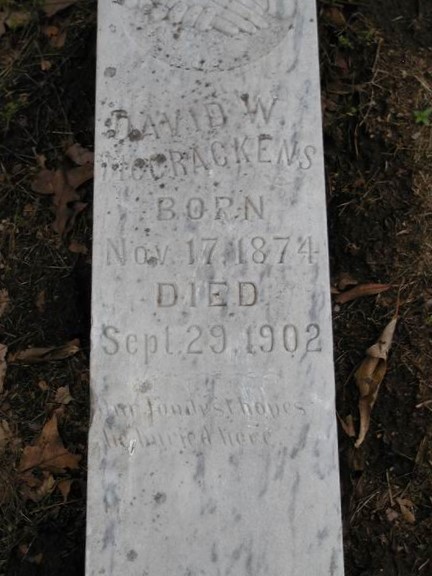 DAVID W
McCRACKENS
BORN
Nov. 17, 1874
DIED
Sept. 29, 1902
our fondest hopes
lie buried here